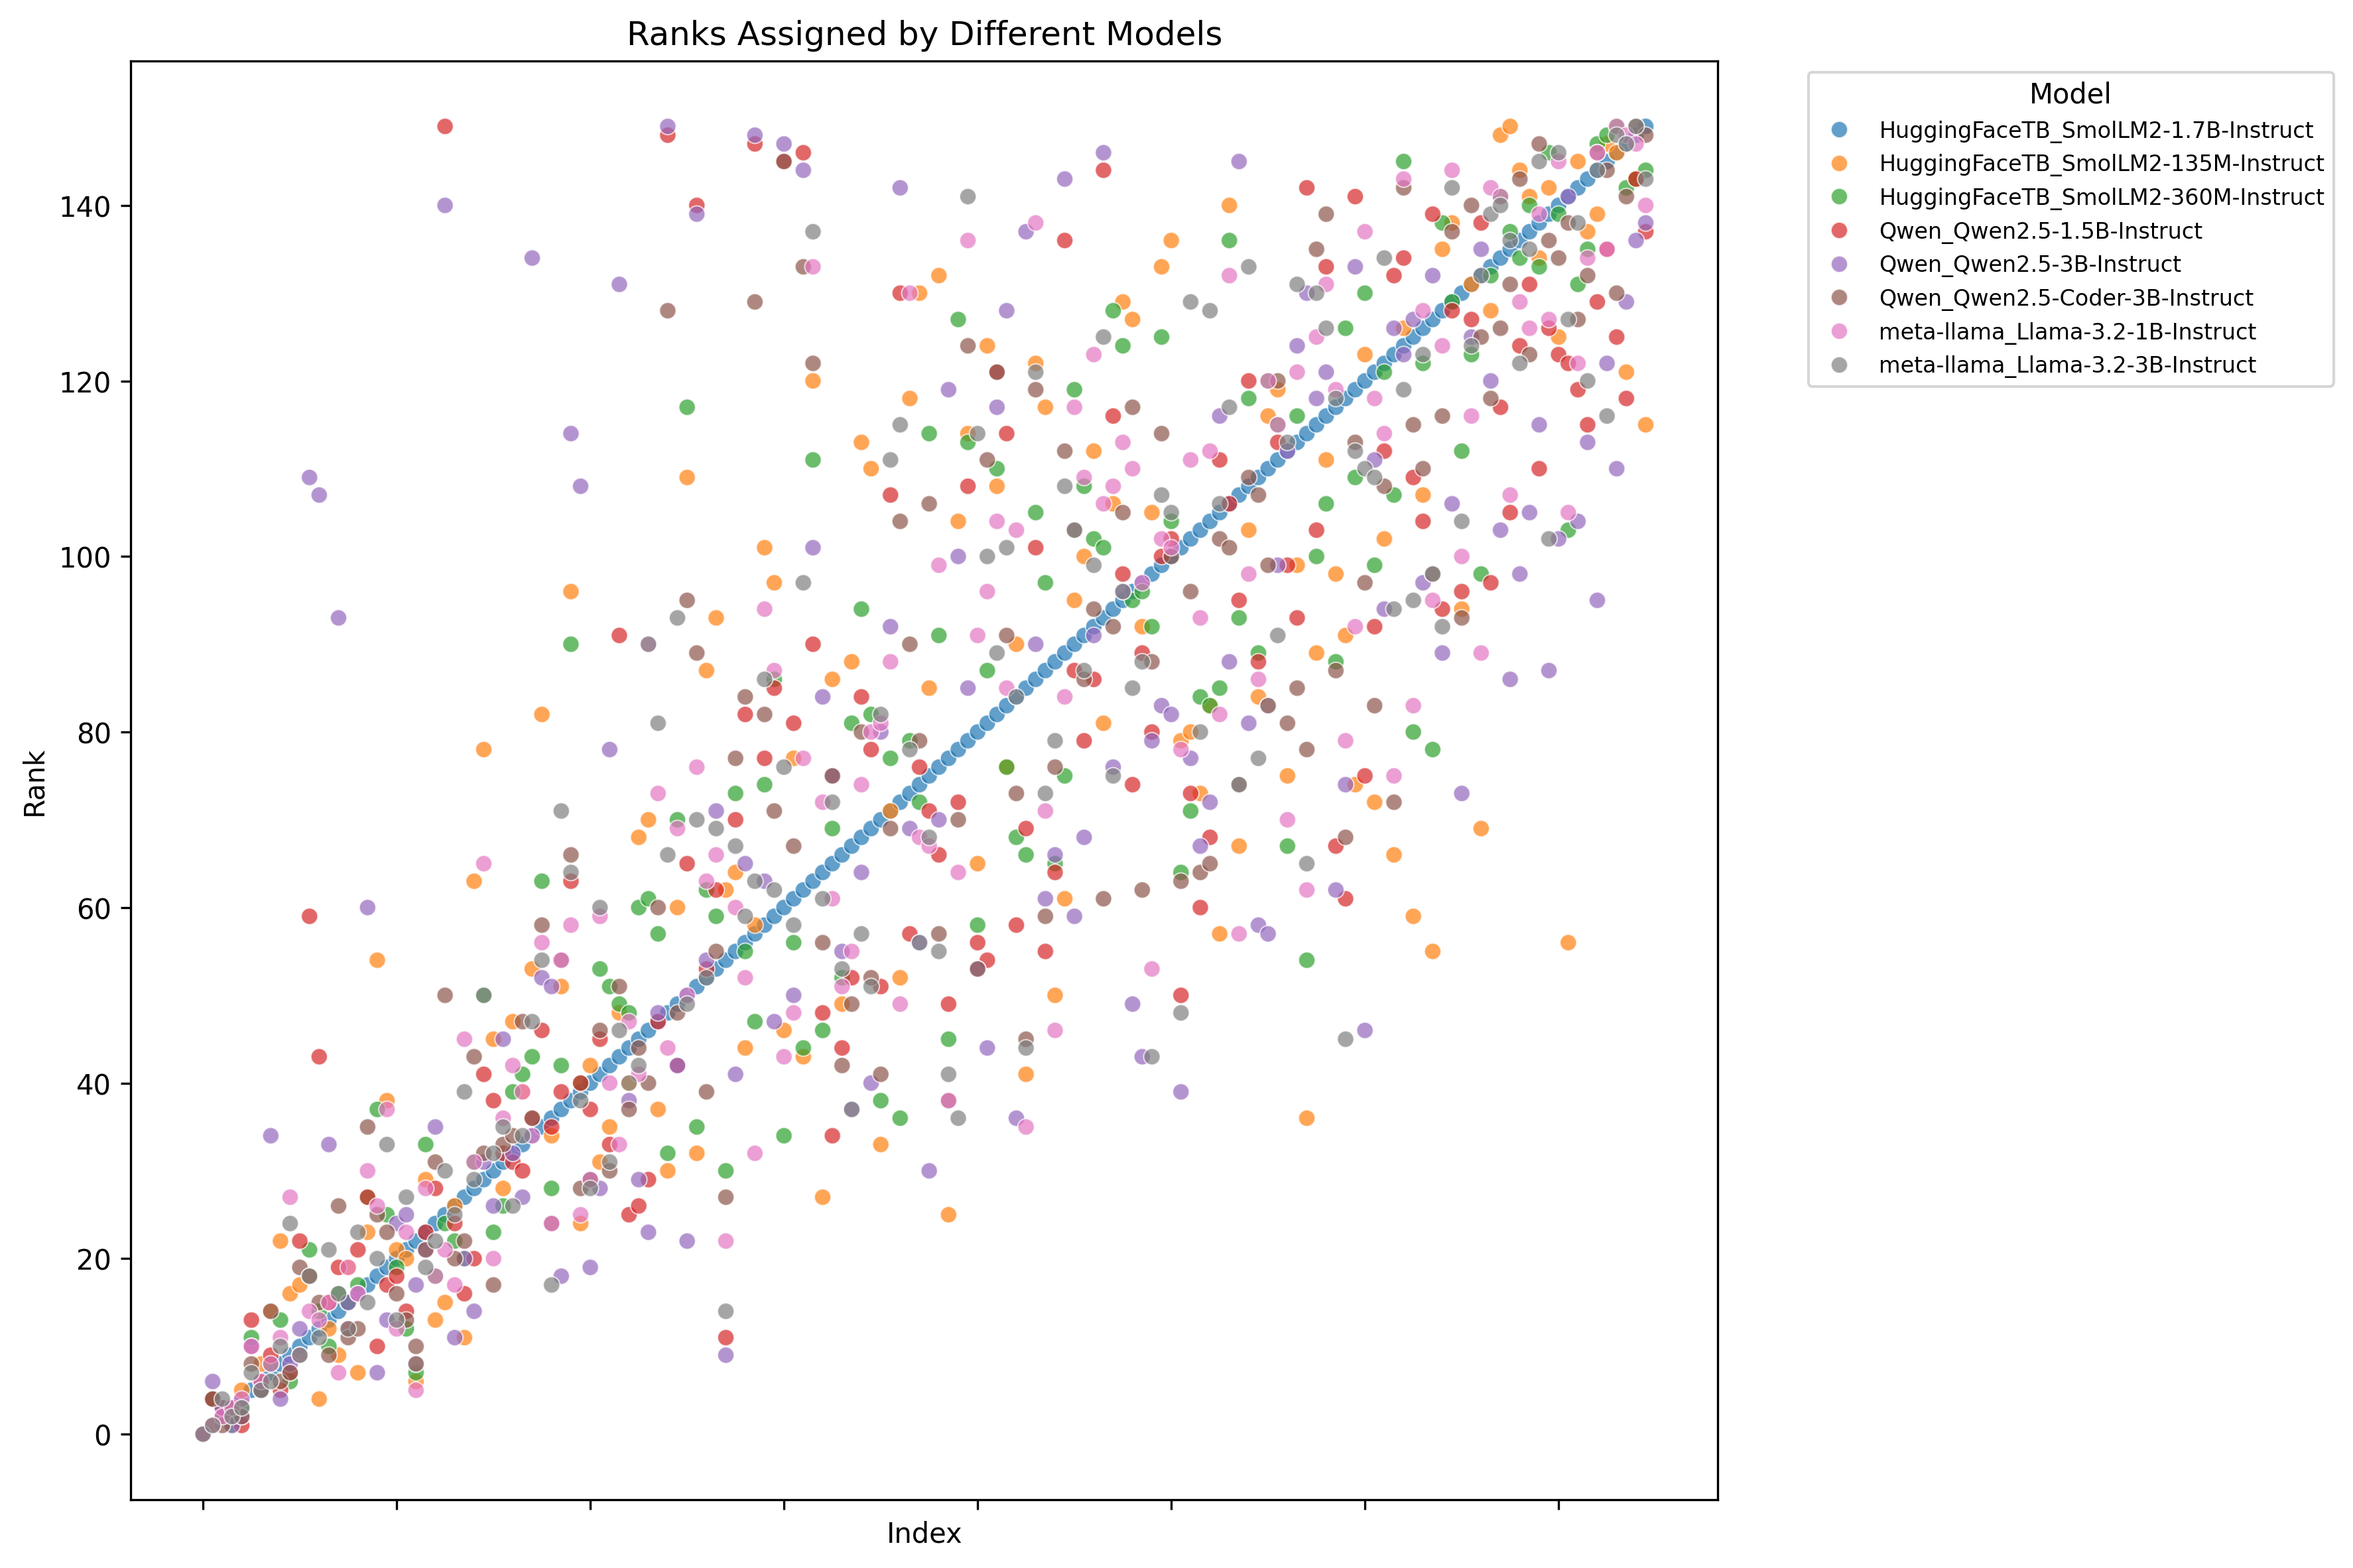 Ranks Assigned by Different Models
Model
HuggingFaceTB_SmolLM2-1.7B-Instruct
HuggingFaceTB_SmolLM2-135M-Instruct
HuggingFaceTB_SmolLM2-360M-Instruct
Qwen_Qwen2.5-1.5B-Instruct
Qwen_Qwen2.5-3B-Instruct
Qwen_Qwen2.5-Coder-3B-Instruct
meta-llama_Llama-3.2-1B-Instruct
meta-llama_Llama-3.2-3B-Instruct
140
120
100
80
60
40
20
0
Rank
Index